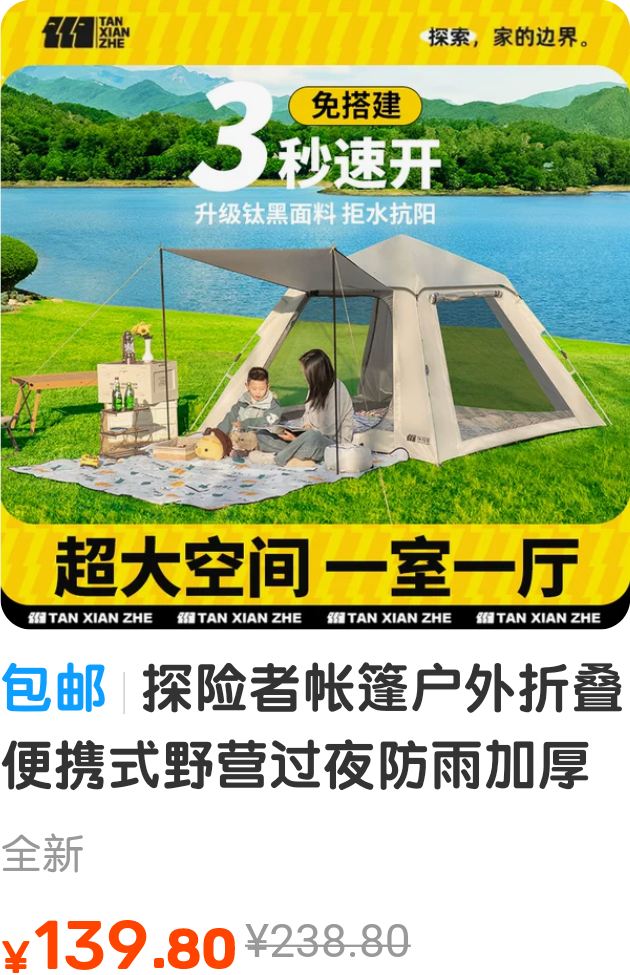 TAN
XIAN
ZHE
探索，家的边界。
3秒速开
免搭建
升级钛黑面料 拒水抗阳
超大空间 一室一厅
TAN XIAN ZHE TAN XIAN ZHE TAN XIAN ZHE TAN XIAN ZHE
包邮 | 探险者帐篷户外折叠
便携式野营过夜防雨加厚
全新
¥139.80 ¥238.80